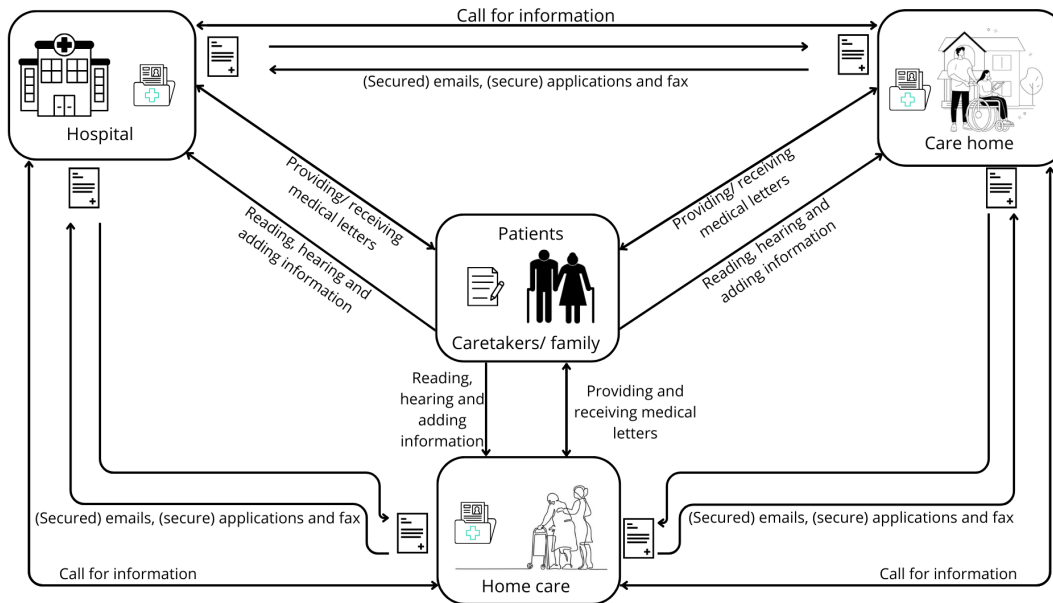 Call for information
(Secured) emails, (secure) applications and fax
Hospital
Care home
Providing/ receiving
medical letters
Reading, hearing and
adding information
Providing/ receiving
medical letters
Reading, hearing and
adding information
Patients
Caretakers/ family
Reading,
hearing and
adding
information
Providing and
receiving medical
letters
(Secured) emails, (secure) applications and fax
(Secured) emails, (secure) applications and fax
Call for information
Home care
Call for information